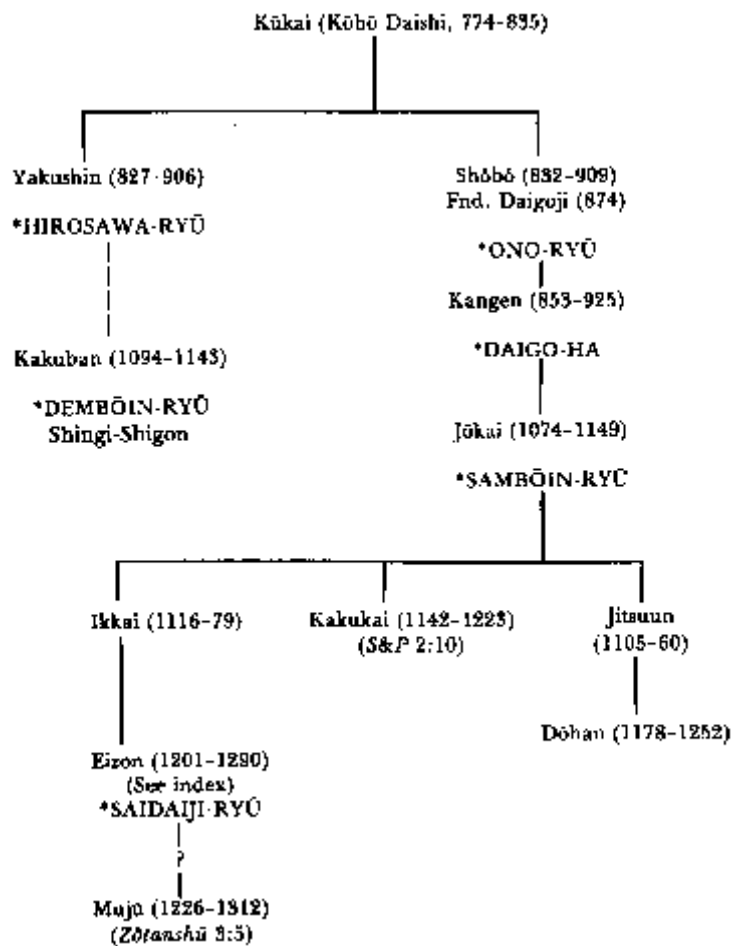 Kūkai (Kōbō Daishi, 774-835)
Yakushin (827-906)
Shōbō (832-909)
Fnd. Daigoji (874)
*HIROSAWA-RYŪ
*ONO-RYŪ
Kangen (853-925)
Kakuban (1094-1143)
*DAIGO-HA
*DEMBŌIN-RYŪ
Shingi-Shigon
Jōkai (1074-1149)
*SAMBŌIN-RYŪ
Ikkai (1116-79)
Kakukai (1142-1223)
(S&P 2:10)
Jitsuun
(1105-60)
Dōhan (1178-1252)
Eizon (1201-1290)
(See index)
*SAIDAIJI-RYŪ
?
Mujū (1226-1312)
(Zōtanshū 3:5)